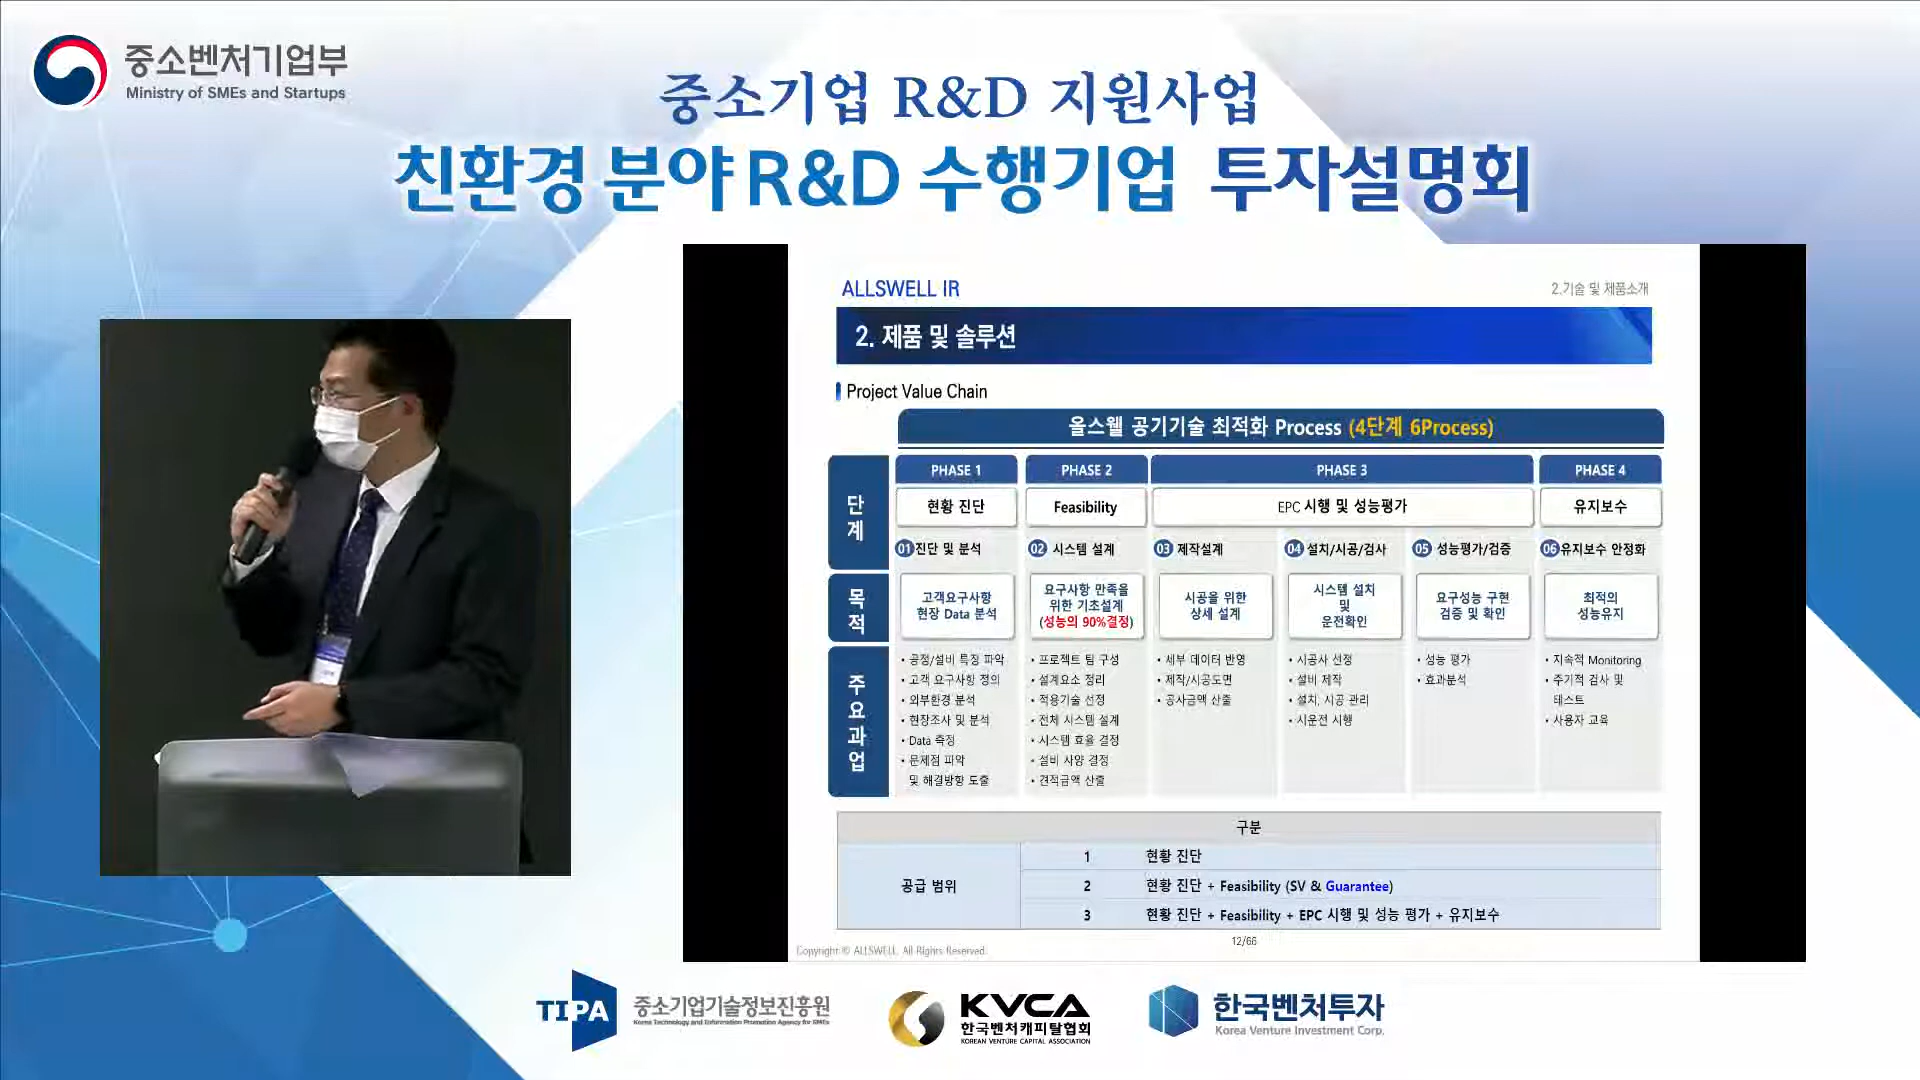 중소벤처기업부
Ministry of SMEs and Startups
중소기업 R&D 지원사업
친환경 분야 R&D 수행기업 투자설명회
ALLSWELL IR
2.기술 및 제품소개
2. 제품 및 솔루션
Project Value Chain
올스웰 공기기술 최적화 Process (4단계 6Process)
단계
PHASE 1
PHASE 2
PHASE 3
PHASE 4
현황 진단
Feasibility
EPC 시행 및 성능평가
유지보수
01 진단 및 분석
02 시스템 설계
03 제작설계
04 설치/시공/검사
05 성능평가/검증
06 유지보수 안정화
목적
고객요구사항
현장 Data 분석
요구사항 만족을
위한 기초설계
(성능의 90%결정)
시공을 위한
상세 설계
시스템 설치
및
운전확인
요구성능 구현
검증 및 확인
최적의
성능유지
주요과업
• 공정/설비 특징 파악
• 고객 요구사항 정의
• 외부환경 분석
• 현장조사 및 분석
• Data 측정
• 문제점 파악
및 해결방향 도출
• 프로젝트 팀 구성
• 설계요소 정리
• 적용기술 선정
• 전체 시스템 설계
• 시스템 효율 결정
• 설비 사양 결정
• 견적금액 산출
• 세부 데이터 반영
• 제작/시공도면
• 공사금액 산출
• 시공사 선정
• 설비 제작
• 설치, 시공 관리
• 시운전 시행
• 성능 평가
• 효과분석
• 지속적 Monitoring
• 주기적 검사 및
테스트
• 사용자 교육
구분
공급 범위
1 현황 진단
2 현황 진단 + Feasibility (SV & Guarantee)
3 현황 진단 + Feasibility + EPC 시행 및 성능 평가 + 유지보수
12/66
Copyright © ALLSWELL. All Rights Reserved.
TIPA
중소기업기술정보진흥원
Korea Technology and Information Promotion Agency for SMEs
KVCA
한국벤처캐피탈협회
KOREAN VENTURE CAPITAL ASSOCIATION
한국벤처투자
Korea Venture Investment Corp.